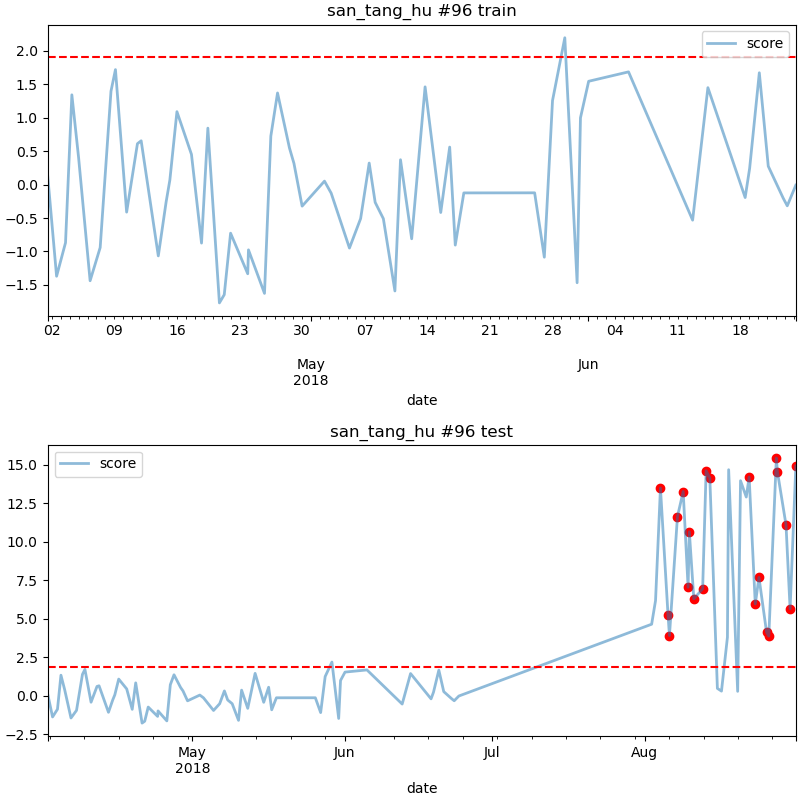 san_tang_hu #96 train
score
2.0
1.5
1.0
0.5
0.0
−0.5
−1.0
−1.5
02 09 16 23 30 07 14 21 28 04 11 18
May Jun
2018
date
san_tang_hu #96 test
score
15.0
12.5
10.0
7.5
5.0
2.5
0.0
−2.5
May Jun Jul Aug
2018
date